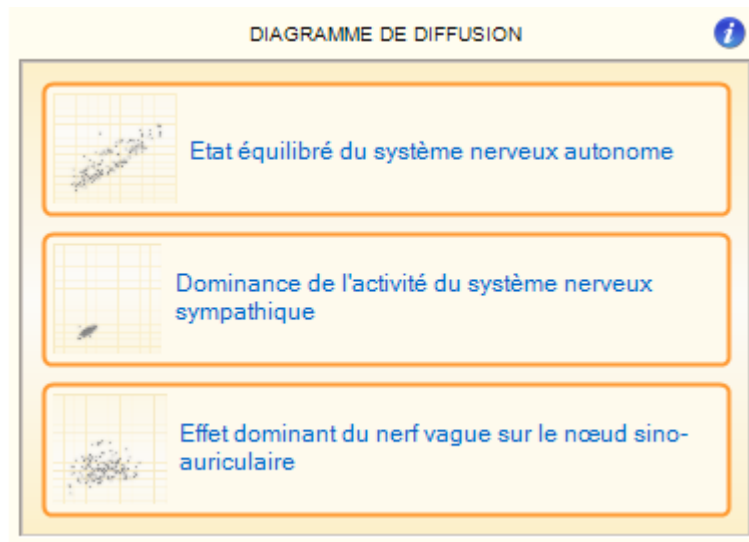 DIAGRAMME DE DIFFUSION
i
Etat équilibré du système nerveux autonome
Dominance de l'activité du système nerveux
sympathique
Effet dominant du nerf vague sur le nœud sino-
auriculaire